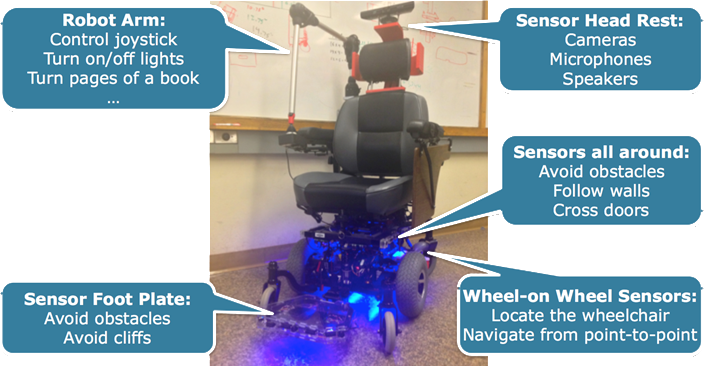 Robot Arm:
Control joystick
Turn on/off lights
Turn pages of a book
...
Sensor Head Rest:
Cameras
Microphones
Speakers
Sensors all around:
Avoid obstacles
Follow walls
Cross doors
Sensor Foot Plate:
Avoid obstacles
Avoid cliffs
Wheel-on Wheel Sensors:
Locate the wheelchair
Navigate from point-to-point